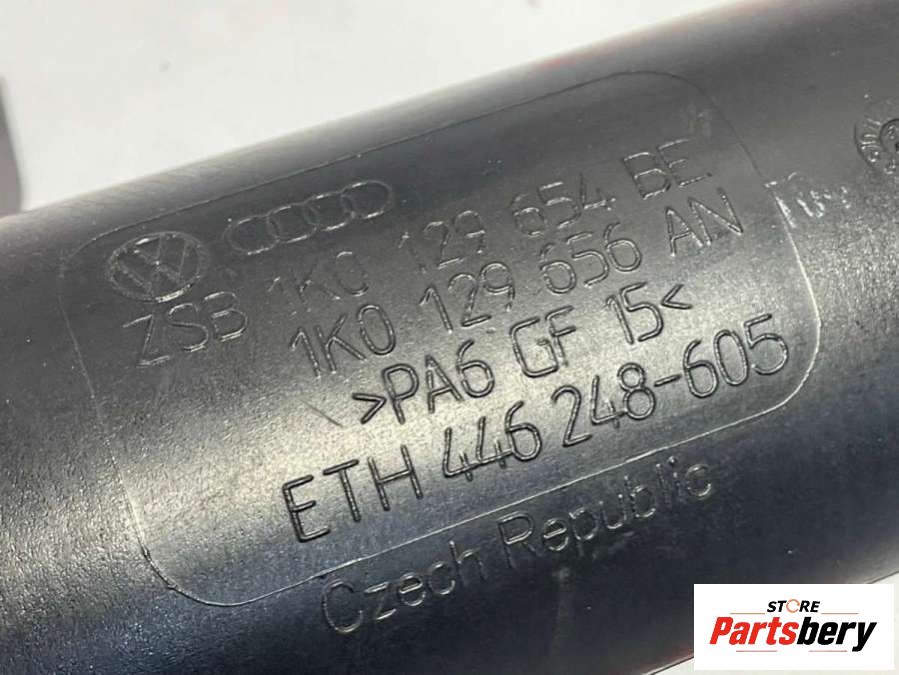 ZSB 1K0 129 654 BE
1K0 129 656 AN
>PA6 GF 15<
ETH 446 248-605
Czech Republic
STORE
Partsbery